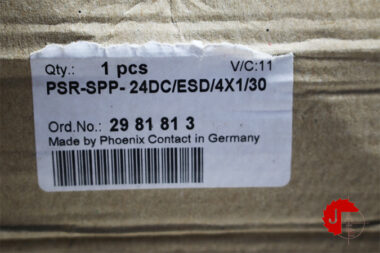 Qty.: 1 pcs V/C:11
PSR-SPP- 24DC/ESD/4X1/30
Ord.No.: 29 81 81 3
Made by Phoenix Contact in Germany